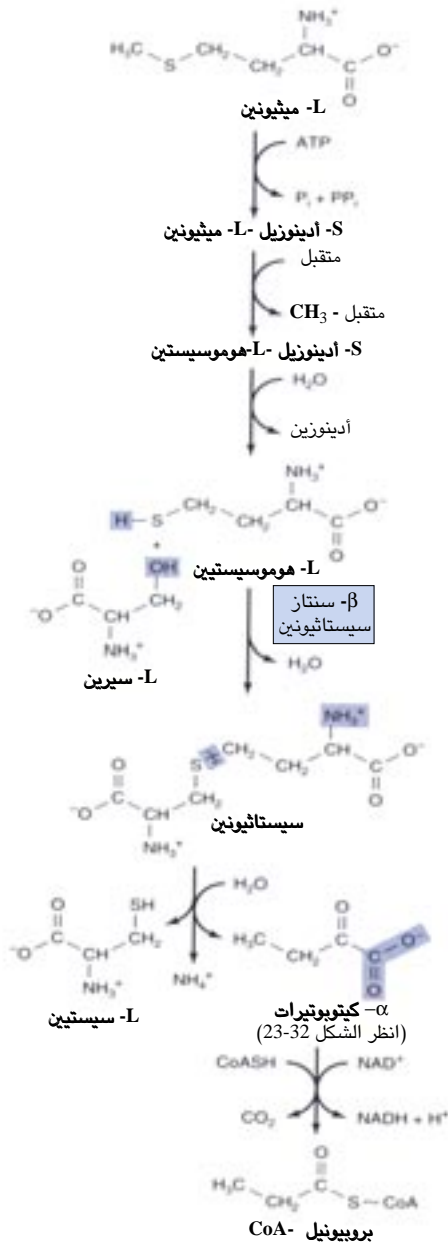 NH₃⁺
H₃C S CH₂ CH₂ CH C O⁻
O
L- ميثيونين
ATP
Pᵢ + PPᵢ
S- أدينوزيل -L- ميثيونين
متقبل
متقبل - CH₃
S- أدينوزيل -L-هوموسيستين
H₂O
أدينوزين
NH₃⁺
H–S CH₂ CH₂ CH C O⁻
O
+
L- هوموسيستيين
O OH
⁻O C CH CH₂
NH₃⁺
L- سيرين
β- سنتاز
سيستاثيونين
H₂O
NH₃⁺
S H CH₂ CH₂ CH C O⁻
O
O
⁻O C CH CH₂
NH₃⁺
سيستاثيونين
H₂O
NH₄⁺
O SH
⁻O C CH CH₂
NH₃⁺
L- سيستيين
O
H₃C CH₂ C C O⁻
O
α– كيتوبوتيرات
(انظر الشكل 32-23)
CoASH NAD⁺
CO₂ NADH + H⁺
O
H₃C CH₂ C S – CoA
بروبيونيل -CoA